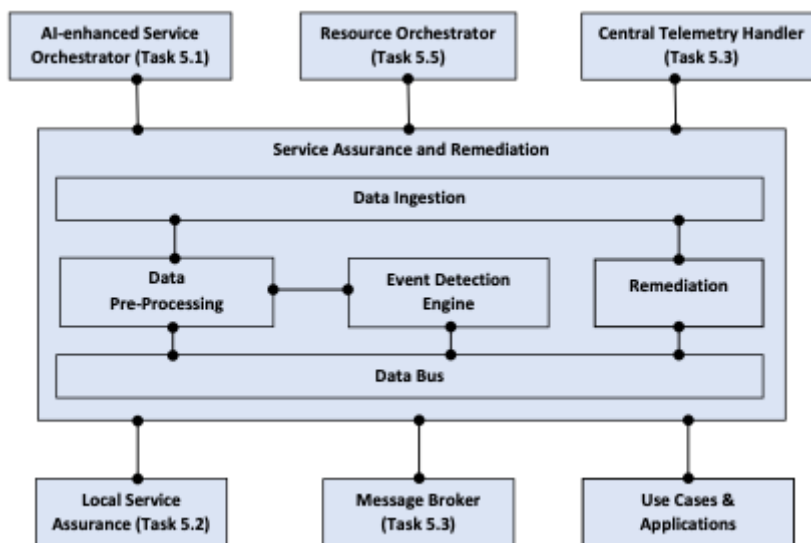 AI-enhanced Service
Orchestrator (Task 5.1)
Resource Orchestrator
(Task 5.5)
Central Telemetry Handler
(Task 5.3)
Service Assurance and Remediation
Data Ingestion
Data
Pre-Processing
Event Detection
Engine
Remediation
Data Bus
Local Service
Assurance (Task 5.2)
Message Broker
(Task 5.3)
Use Cases &
Applications